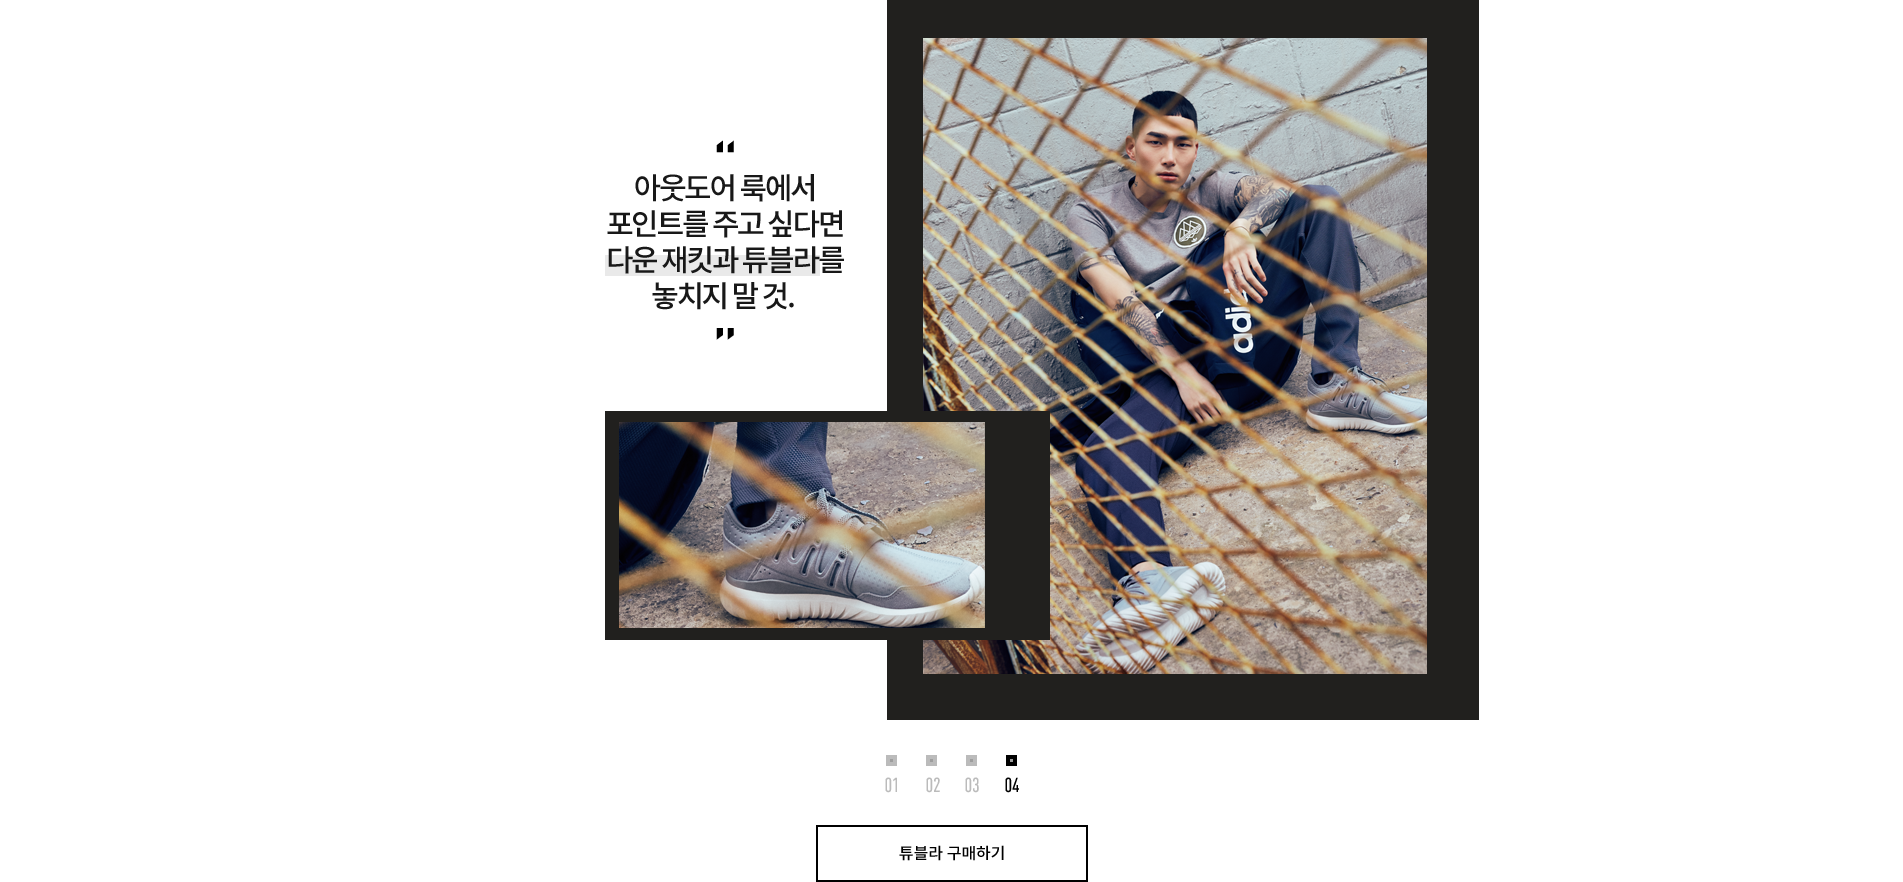 “
아웃도어 룩에서
포인트를 주고 싶다면
다운 재킷과 튜블라를
놓치지 말 것.
”
adid
01 02 03 04
튜블라 구매하기